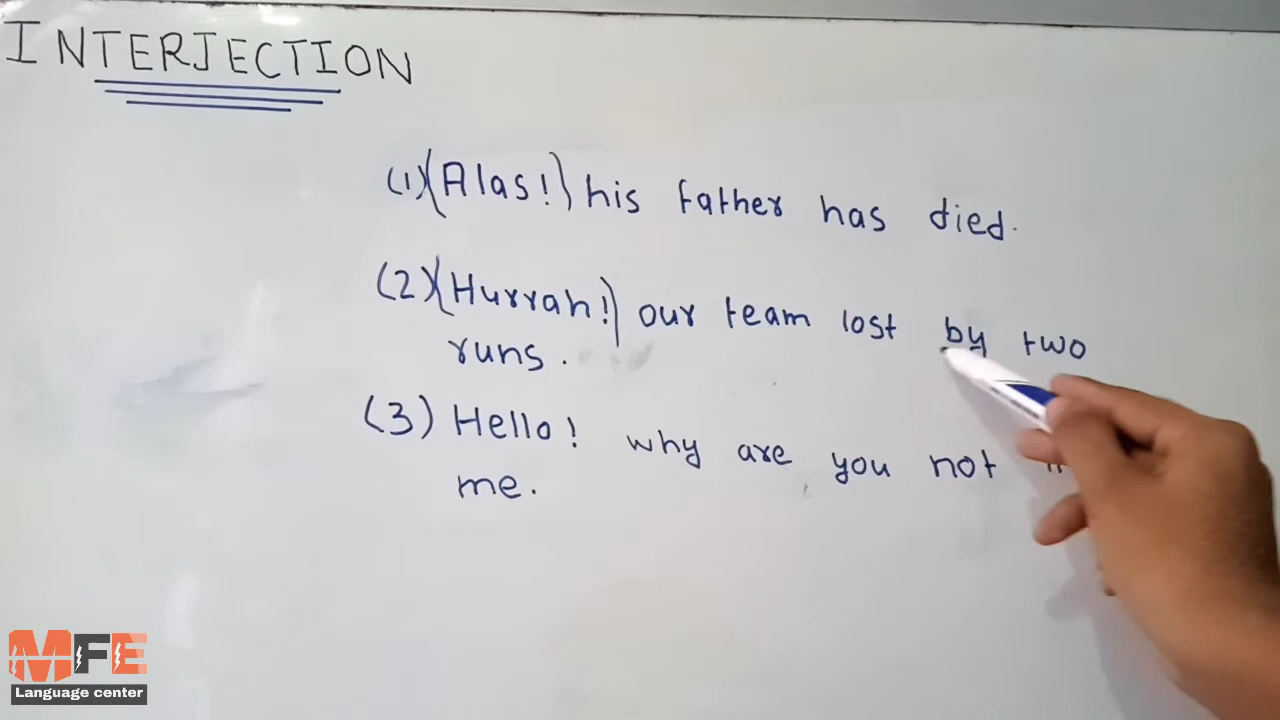 INTERJECTION
(1) (Alas!) his father has died.
(2) (Hurrah!) our team lost by two
runs.
(3) Hello! why are you not
me.
MFE
Language center